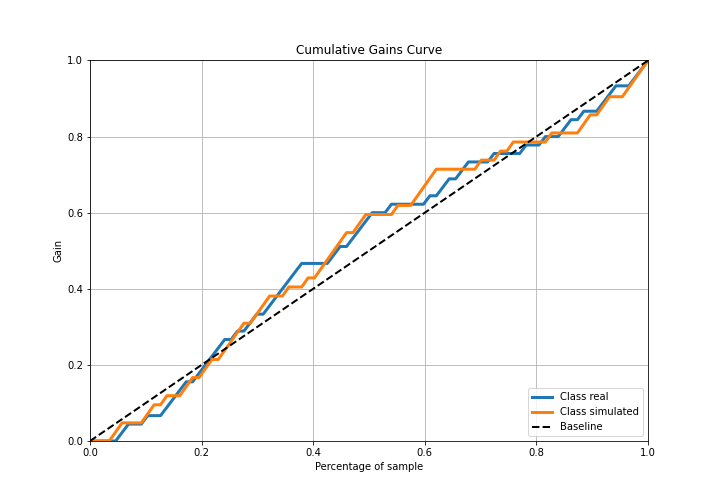 Cumulative Gains Curve
1.0
0.8
0.6
0.4
0.2
0.0
Gain
0.0 0.2 0.4 0.6 0.8 1.0
Percentage of sample
Class real
Class simulated
Baseline